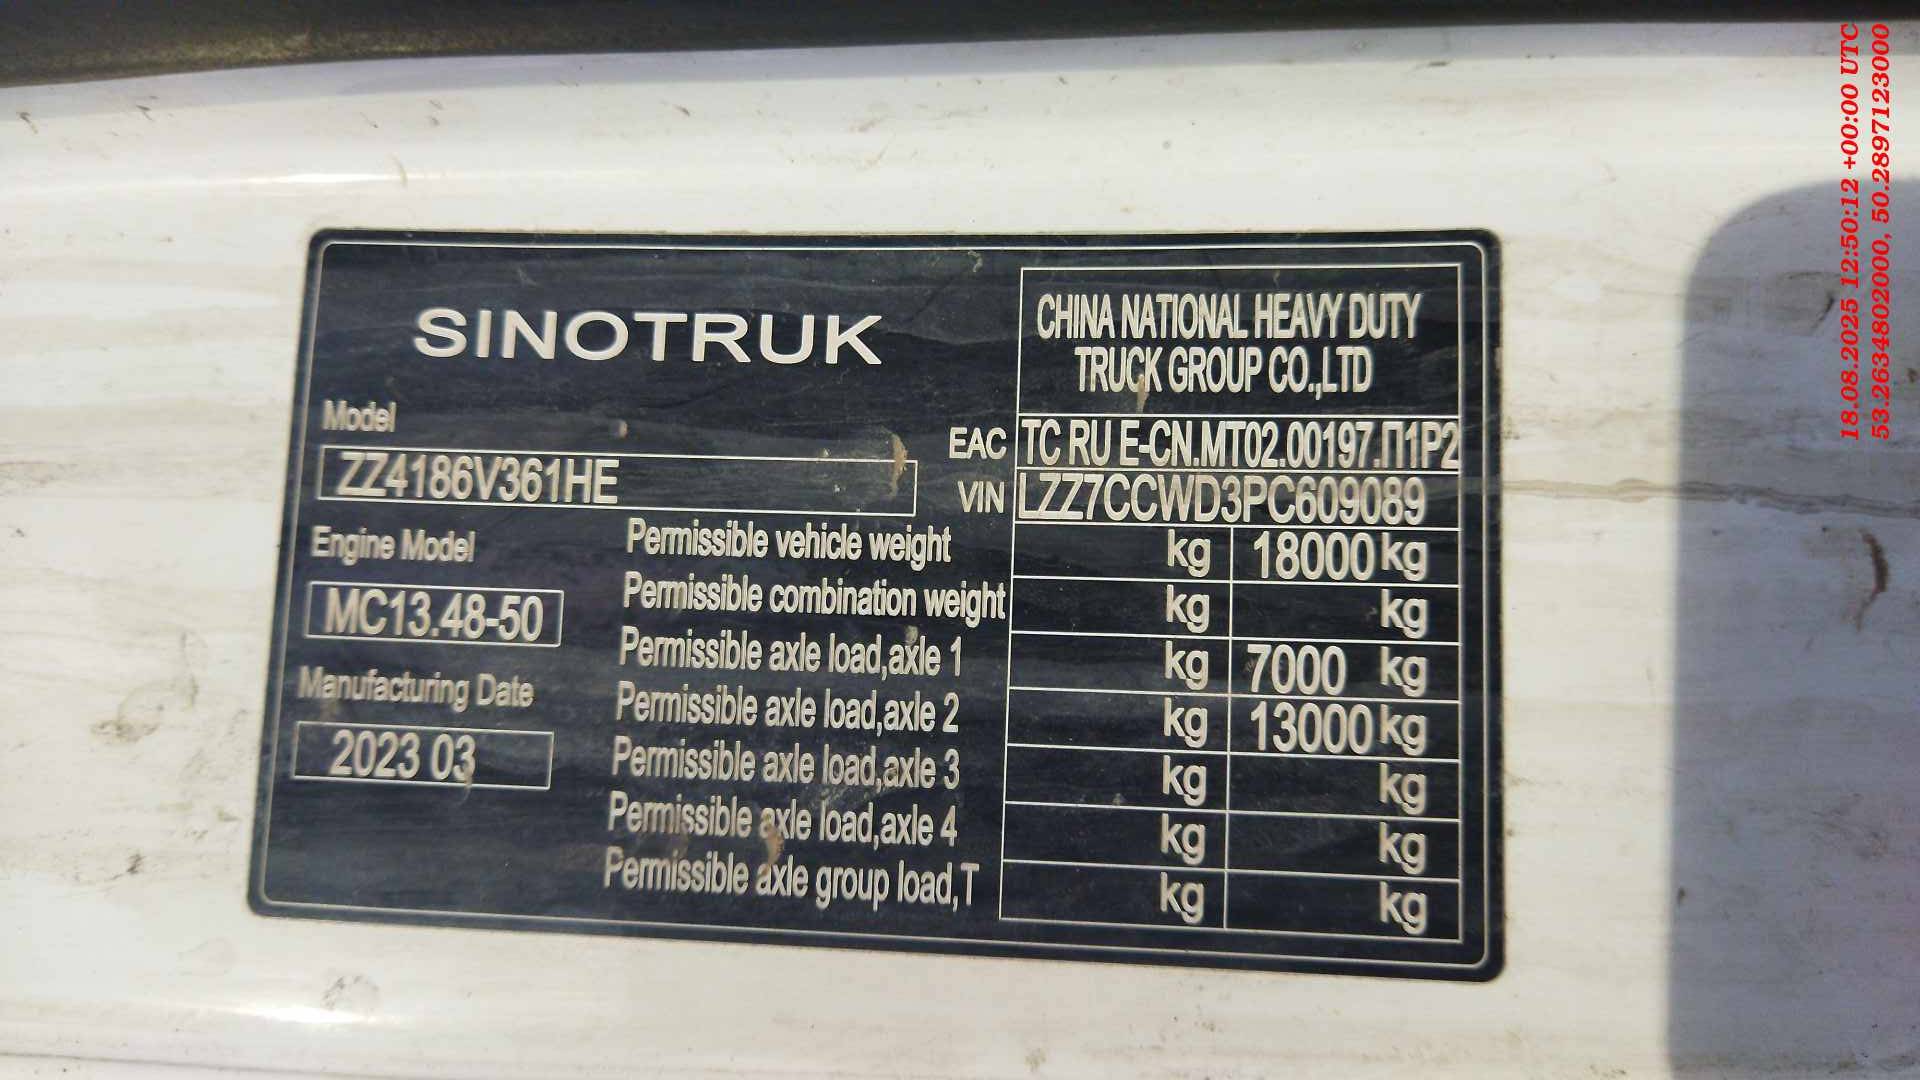 SINOTRUK
CHINA NATIONAL HEAVY DUTY
TRUCK GROUP CO.,LTD
Model
ZZ4186V361HE
EAC TC RU E-CN.MT02.00197.П1P2
VIN LZZ7CCWD3PC609089
Engine Model
MC13.48-50
Manufacturing Date
2023 03
Permissible vehicle weight kg 18000 kg
Permissible combination weight kg kg
Permissible axle load,axle 1 kg 7000 kg
Permissible axle load,axle 2 kg 13000 kg
Permissible axle load,axle 3 kg kg
Permissible axle load,axle 4 kg kg
Permissible axle group load,T kg kg
18.08.2025 12:50:12 +00:00 UTC
53.2634802000, 50.2897123000